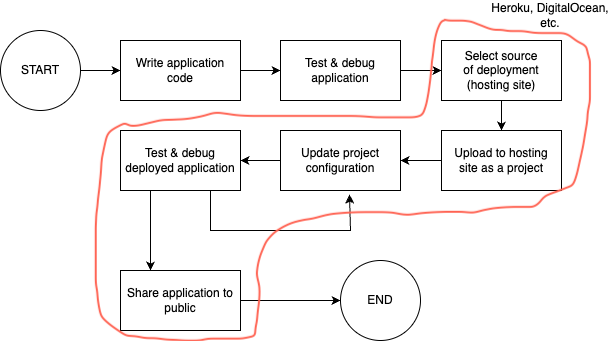 Heroku, DigitalOcean,
etc.
START
Write application
code
Test & debug
application
Select source
of deployment
(hosting site)
Test & debug
deployed application
Update project
configuration
Upload to hosting
site as a project
Share application to
public
END